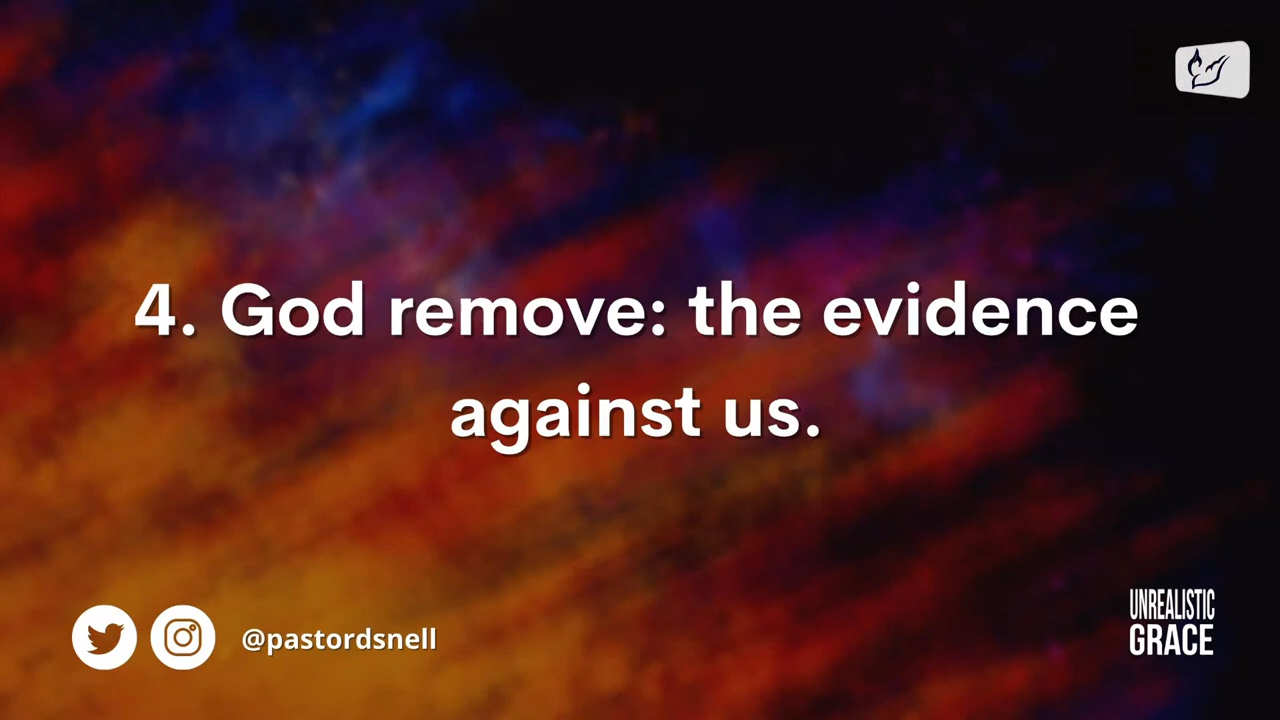 4. God remove: the evidence
against us.
@pastordsnell
UNREALISTIC
GRACE